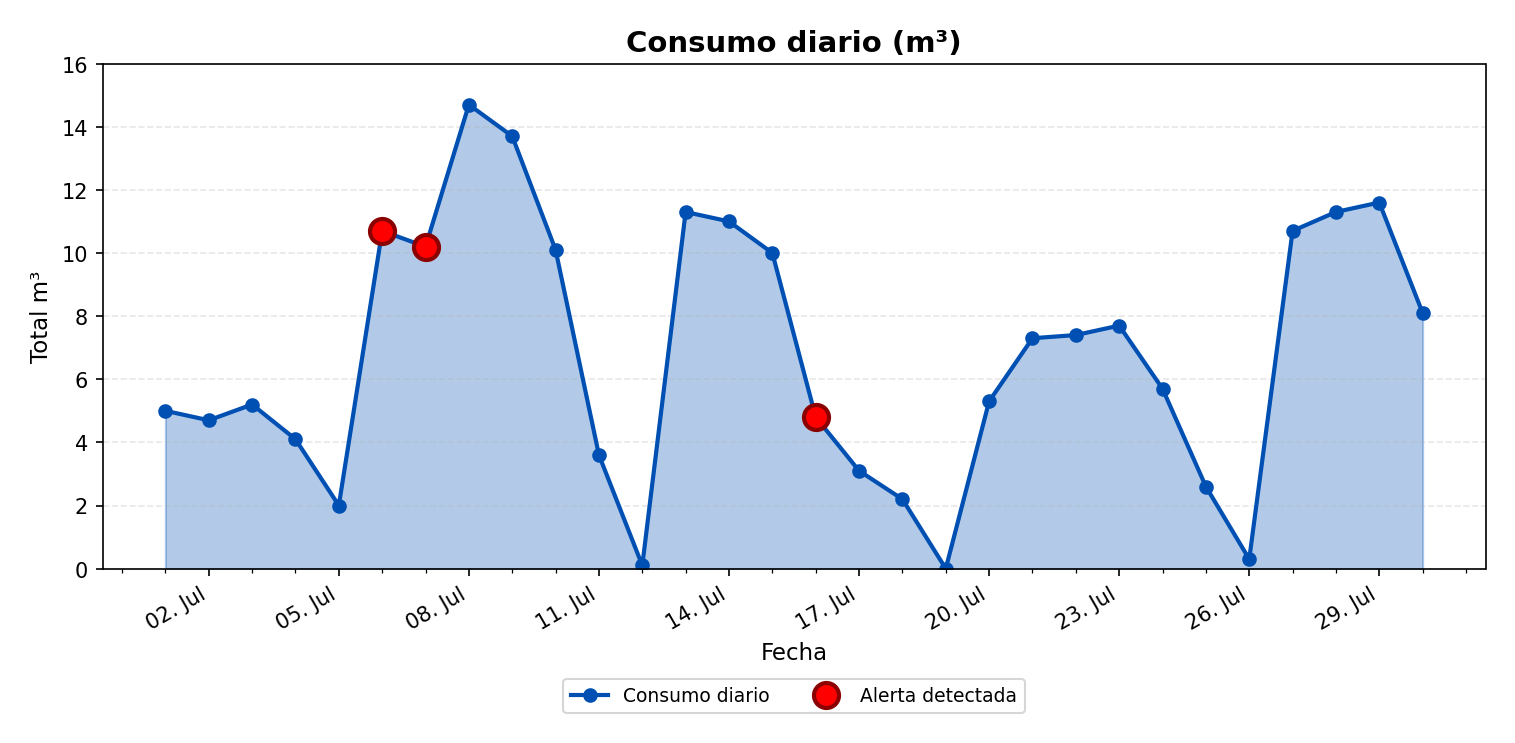 Consumo diario (m³)
16
14
12
10
8
6
4
2
0
Total m³
02. Jul
05. Jul
08. Jul
11. Jul
14. Jul
17. Jul
20. Jul
23. Jul
26. Jul
29. Jul
Fecha
Consumo diario
Alerta detectada